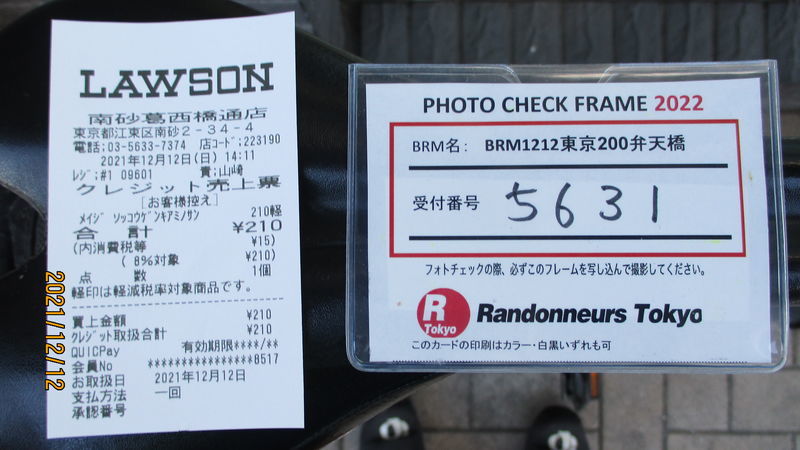 LAWSON
南砂葛西橋通店
東京都江東区南砂2-34-4
電話:03-5633-7374 店コード:223190
2021年12月12日(日) 14:11
レジ:#1 09601 責:山﨑
クレジット売上票
[お客様控え]
メイジ ソッコウゲンキアミノサン 210軽
合計 ¥210
(内消費税等 ¥15)
( 8%対象 ¥210)
点数 1個
軽印は軽減税率対象商品です。
買上金額 ¥210
クレジット取扱合計 ¥210
QUICPay 有効期限****/**
会員No ****************8517
お取扱日 2021年12月12日
支払方法 一回
承認番号
2021/12/12
PHOTO CHECK FRAME 2022
BRM名: BRM1212東京200弁天橋
受付番号 5631
フォトチェックの際、必ずこのフレームを写し込んで撮影してください。
R Tokyo Randonneurs Tokyo
このカードの印刷はカラー・白黒いずれも可